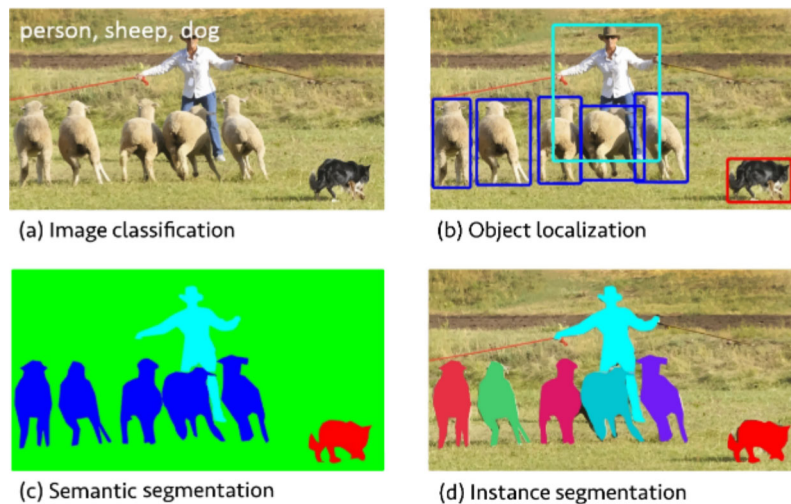 person, sheep, dog
(a) Image classification
(b) Object localization
(c) Semantic segmentation
(d) Instance segmentation